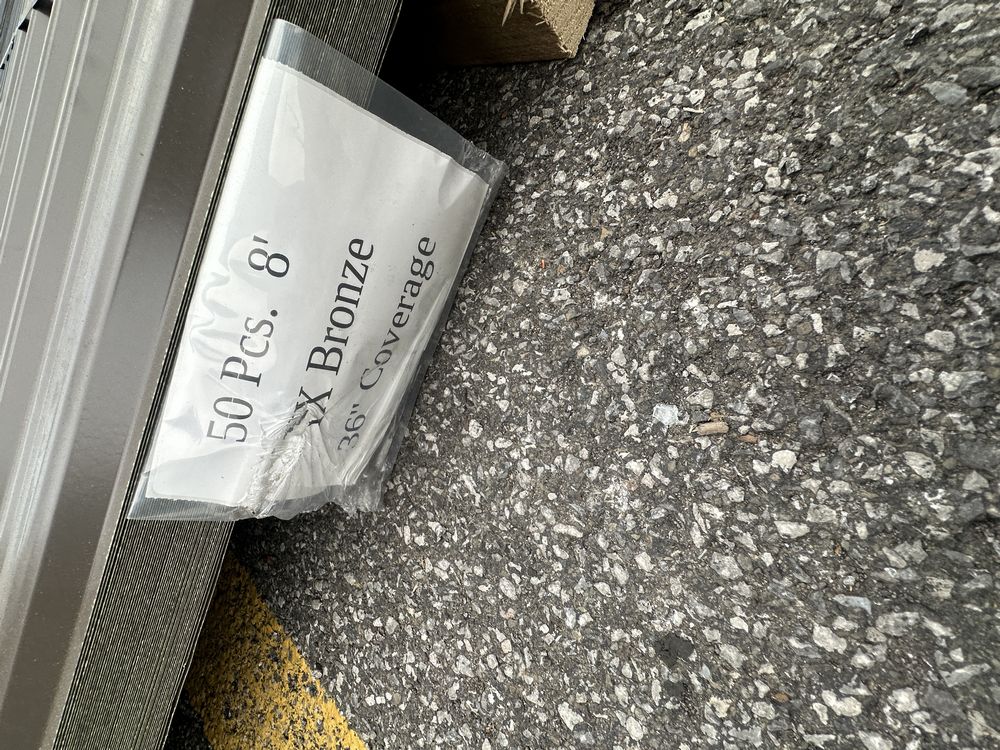 50 Pcs. 8'
X Bronze
36" Coverage